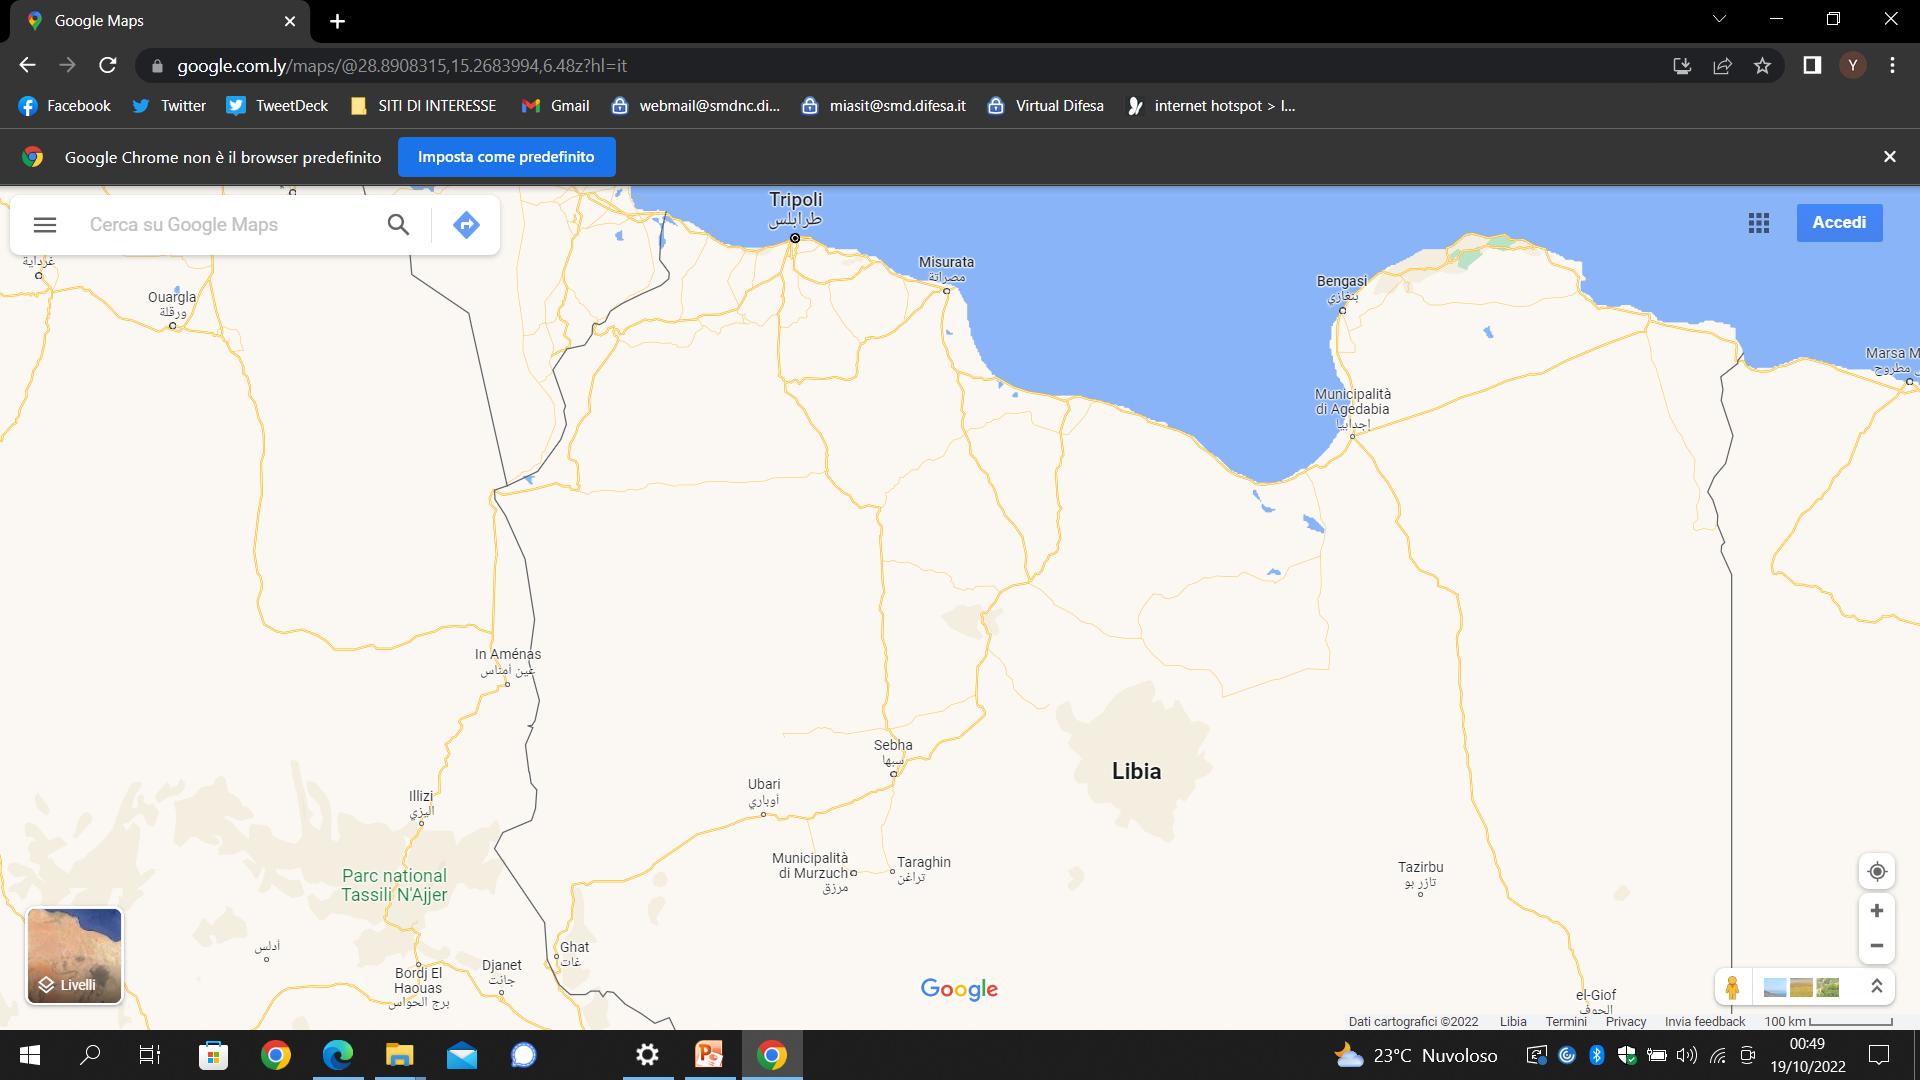 Google Maps
google.com.ly/maps/@28.8908315,15.2683994,6.48z?hl=it
Y
Facebook
Twitter
TweetDeck
SITI DI INTERESSE
Gmail
webmail@smdnc.di...
miasit@smd.difesa.it
Virtual Difesa
internet hotspot > I...
Google Chrome non è il browser predefinito
Imposta come predefinito
Cerca su Google Maps
Accedi
Tripoli
طرابلس
Misurata
مصراتة
Bengasi
بنغازي
غرداية
Ouargla
ورقلة
Marsa M
مطروح
Municipalità
di Agedabia
إجدابيا
In Aménas
عين أمناس
Sebha
سبها
Libia
Ubari
أوباري
Illizi
اليزي
Municipalità
di Murzuch
مرزق
Taraghin
تراغن
Tazirbu
تازر بو
Parc national
Tassili N'Ajjer
أدلس
Ghat
غات
Djanet
جانت
Bordj El
Haouas
برج الحواس
el-Giof
الجوف
Livelli
Google
Dati cartografici ©2022
Libia
Termini
Privacy
Invia feedback
100 km
23°C Nuvoloso
00:49
19/10/2022